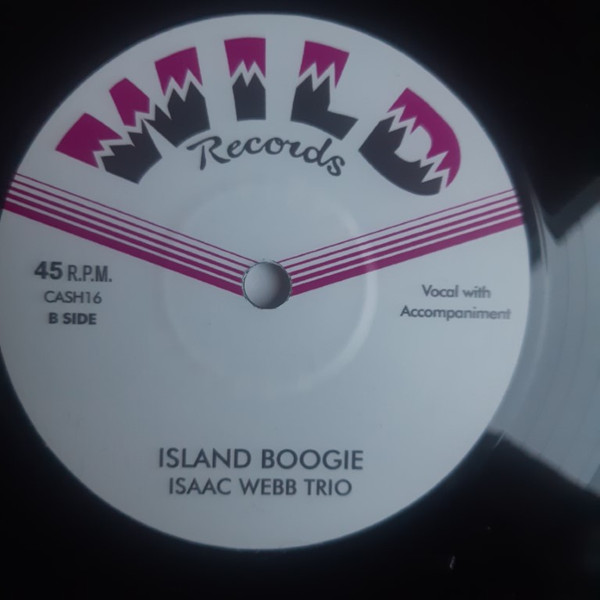 WILD
Records
45 R.P.M.
CASH16
B SIDE
Vocal with
Accompaniment
ISLAND BOOGIE
ISAAC WEBB TRIO